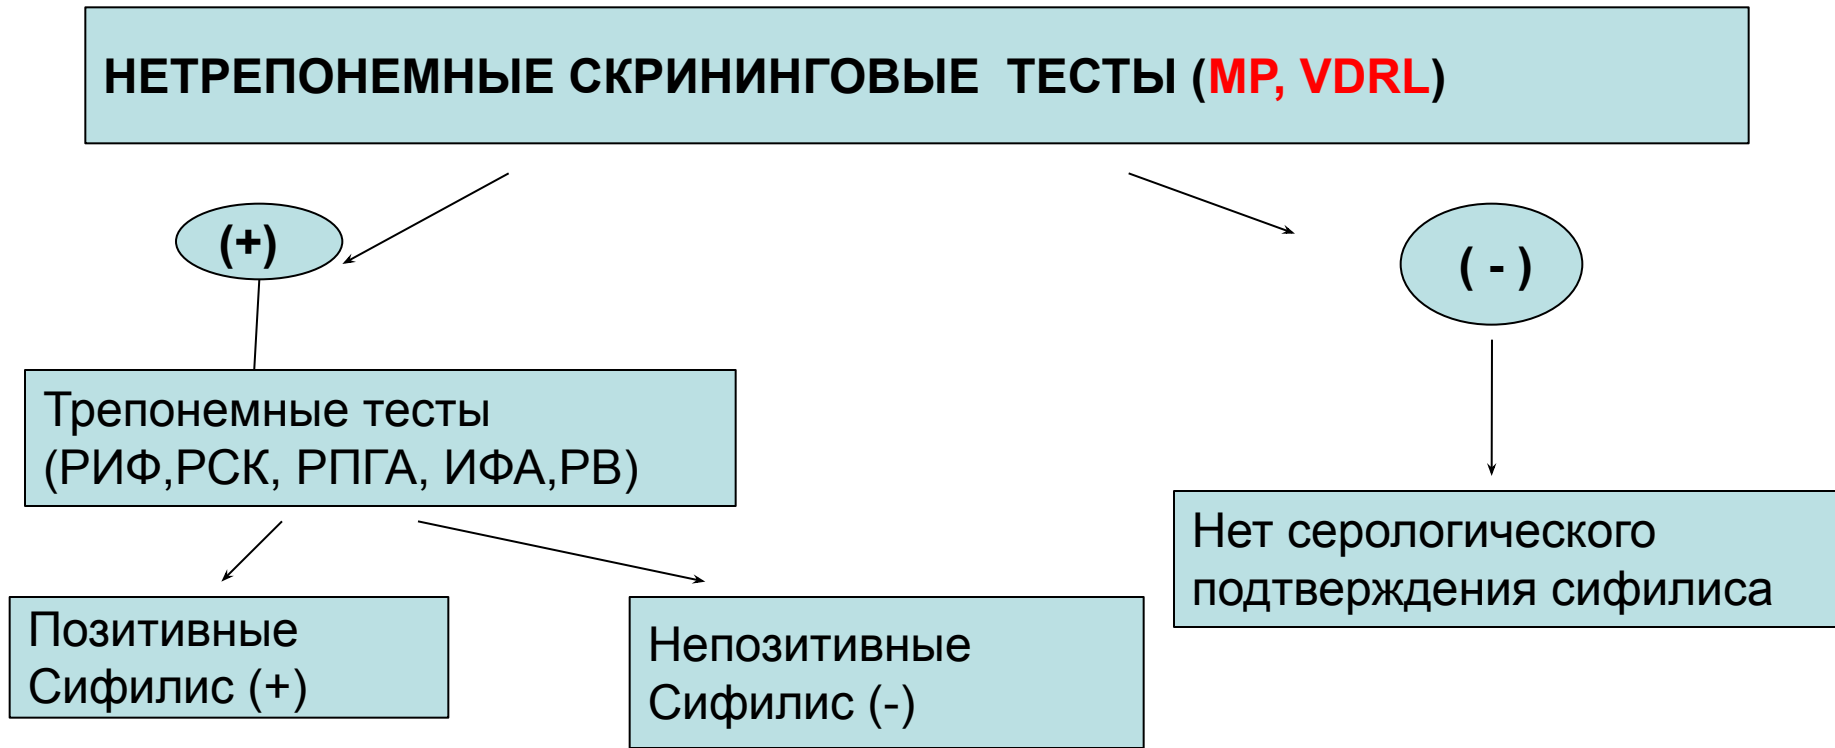 НЕТРЕПОНЕМНЫЕ СКРИНИНГОВЫЕ ТЕСТЫ (МР, VDRL)
(+)
( - )
Трепонемные тесты
(РИФ,РСК, РПГА, ИФА,РВ)
Нет серологического
подтверждения сифилиса
Позитивные
Сифилис (+)
Непозитивные
Сифилис (-)